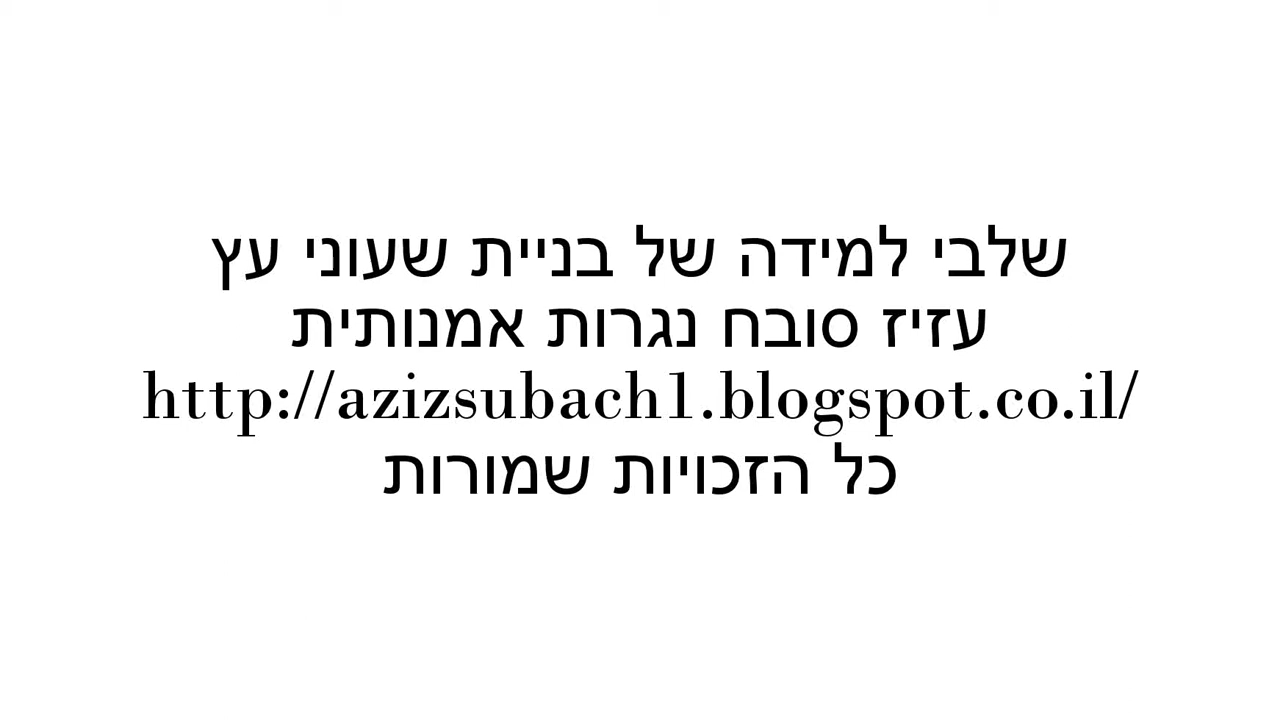 שלבי למידה של בניית שעוני עץ
עזיז סובח נגרות אמנותית
http://azizsubach1.blogspot.co.il/
כל הזכויות שמורות